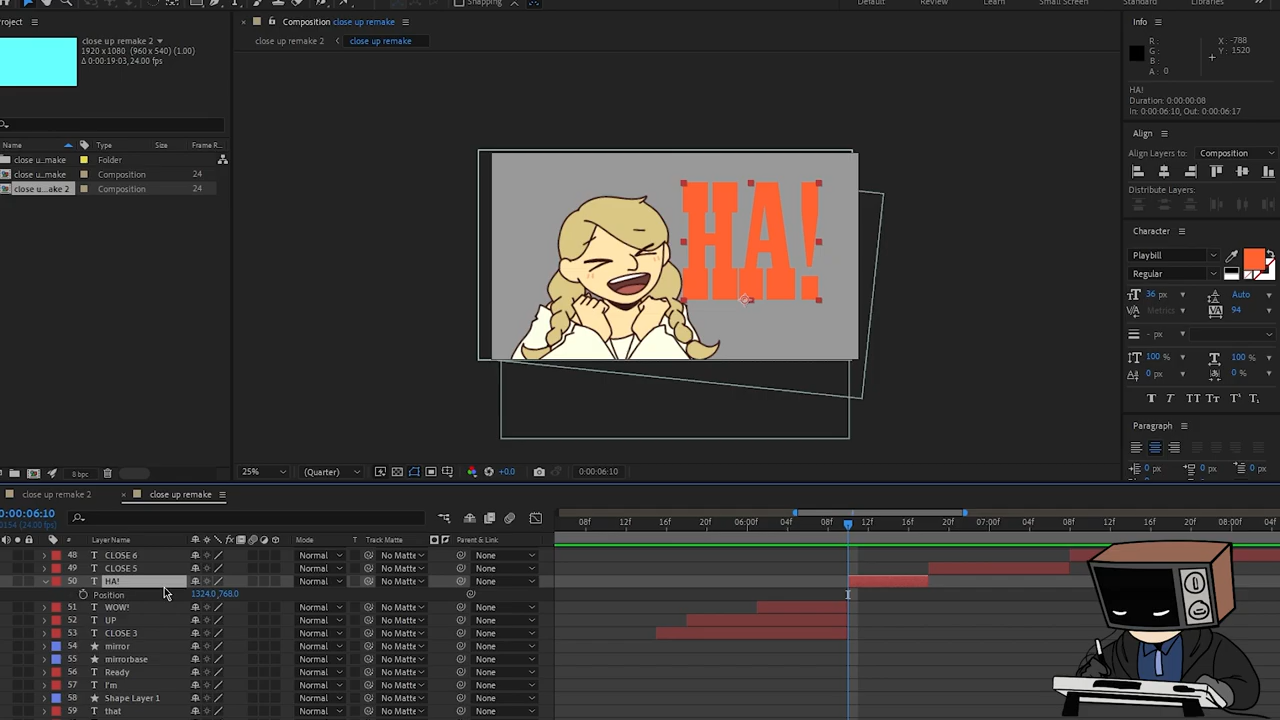 Snapping
Default
Review
Learn
Small Screen
Standard
Libraries
Project
Composition close up remake
Info
close up remake 2
1920 x 1080 (960 x 540) (1.00)
Δ 0:00:19:03, 24.00 fps
close up remake 2
close up remake
R :
G :
B :
A : 0
X : -788
Y : 1520
HA!
Duration: 0:00:00:08
In: 0:00:06:10, Out: 0:00:06:17
Align
Name
Type
Size
Frame R...
close u...make
Folder
close u...make
Composition
24
close u...ake 2
Composition
24
Align Layers to:
Composition
Distribute Layers:
HA!
Character
Playbill
Regular
36 px
Auto
Metrics
94
- px
100 %
100 %
0 px
0 %
Paragraph
0 px
0 px
0 px
8 bpc
25%
(Quarter)
+0.0
0:00:06:10
close up remake 2
close up remake
0:00:06:10
(24.00 fps)
08f
12f
16f
20f
06:00f
04f
08f
12f
16f
20f
07:00f
04f
08f
12f
16f
20f
08:00f
04f
#
Layer Name
Mode
T
Track Matte
Parent & Link
48
T
CLOSE 6
Normal
No Matte
None
49
T
CLOSE 5
Normal
No Matte
None
50
T
HA!
Normal
No Matte
None
Position
1324.0,768.0
51
T
WOW!
Normal
No Matte
None
52
T
UP
Normal
No Matte
None
53
T
CLOSE 3
Normal
No Matte
None
54
mirror
Normal
No Matte
None
55
mirrorbase
Normal
No Matte
None
56
T
Ready
Normal
No Matte
None
57
T
I'm
Normal
No Matte
None
58
Shape Layer 1
Normal
No Matte
None
59
T
that
Normal
No Matte
None